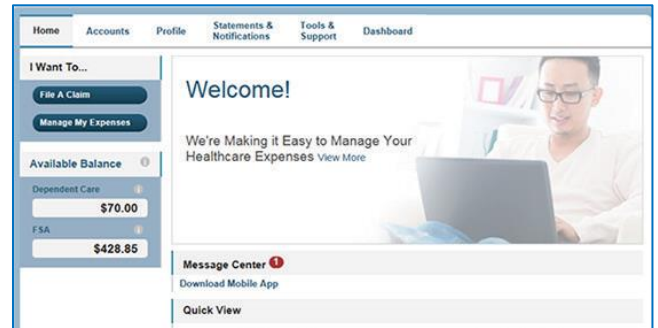 Home Accounts Profile Statements & Notifications Tools & Support Dashboard
I Want To...
File A Claim
Manage My Expenses
Available Balance
Dependent Care
$70.00
FSA
$428.85
Welcome!
We're Making it Easy to Manage Your
Healthcare Expenses View More
Message Center 1
Download Mobile App
Quick View